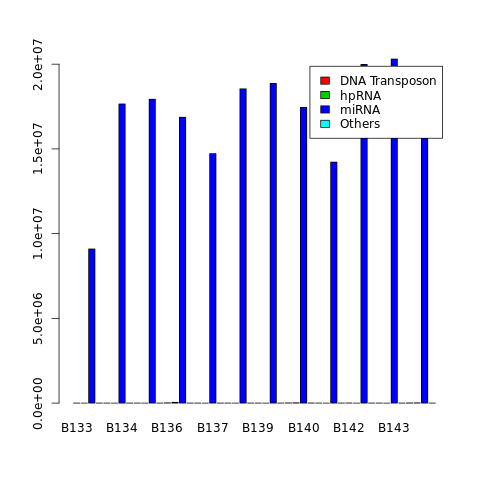 2.0e+07
1.5e+07
1.0e+07
5.0e+06
0.0e+00
DNA Transposon
hpRNA
miRNA
Others
B133 B134 B136 B137 B139 B140 B142 B143